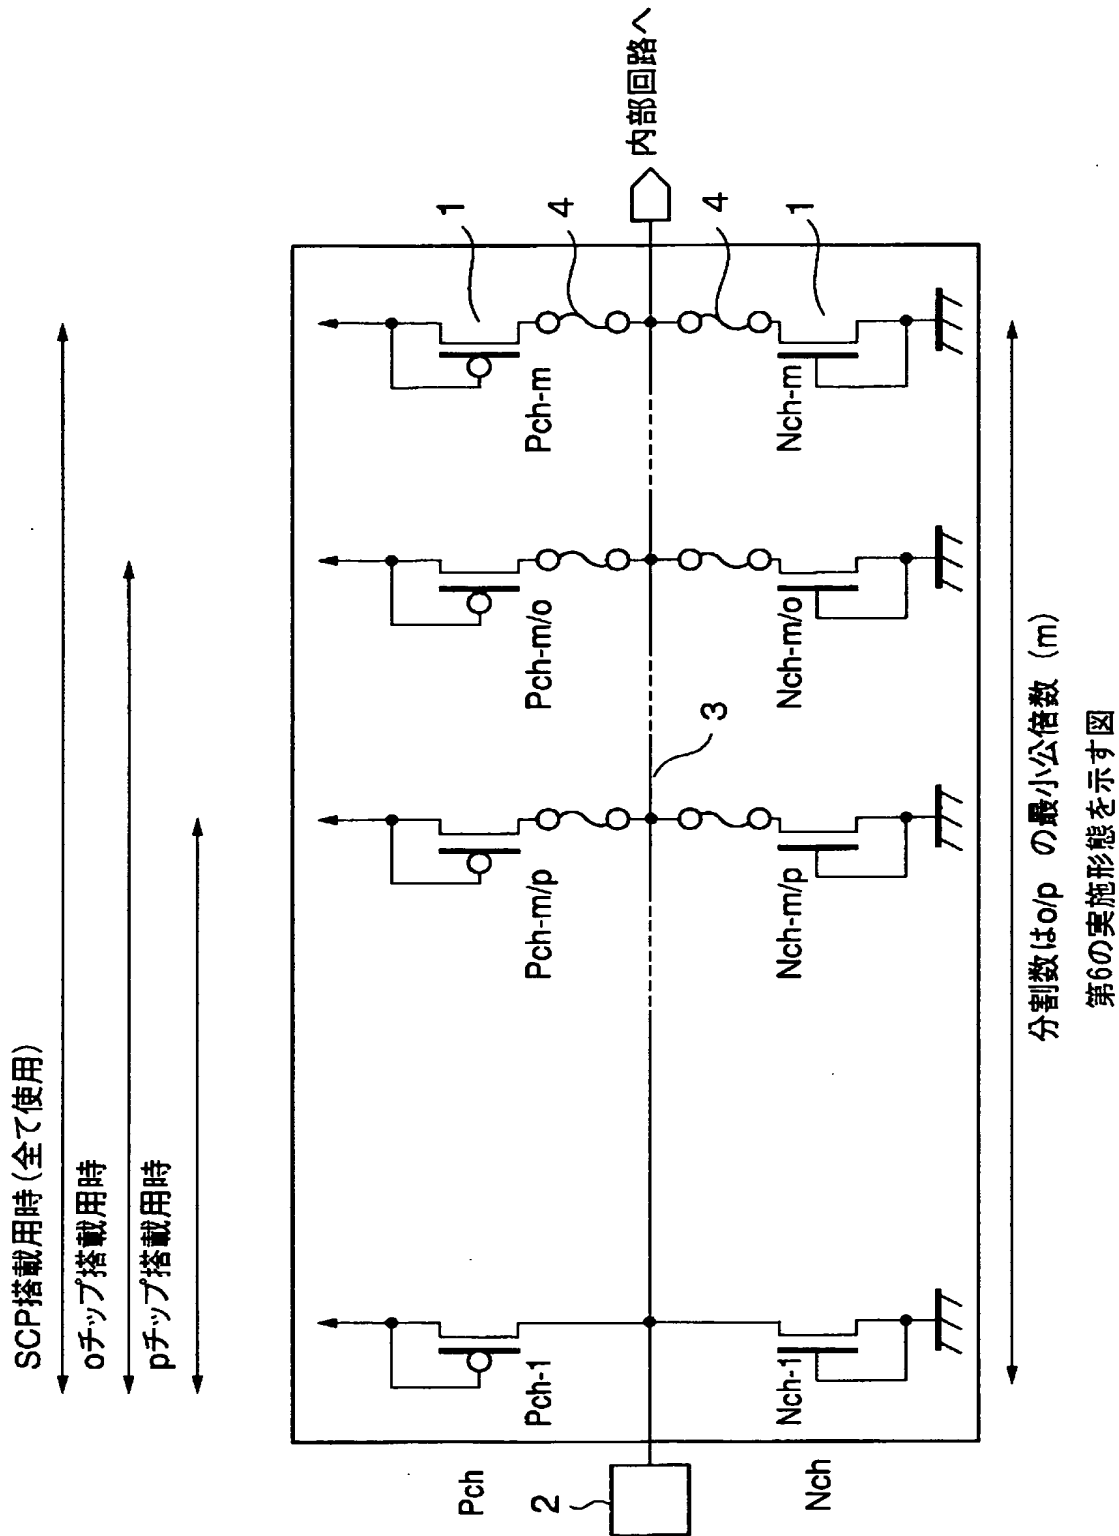 SCP搭載用時(全て使用)
oチップ搭載用時
pチップ搭載用時
Pch
2
Nch
Pch-1
Pch-m/p
Pch-m/o
Pch-m
1
4
3
内部回路へ
4
1
Nch-1
Nch-m/p
Nch-m/o
Nch-m
分割数はo/p の最小公倍数 (m)
第6の実施形態を示す図